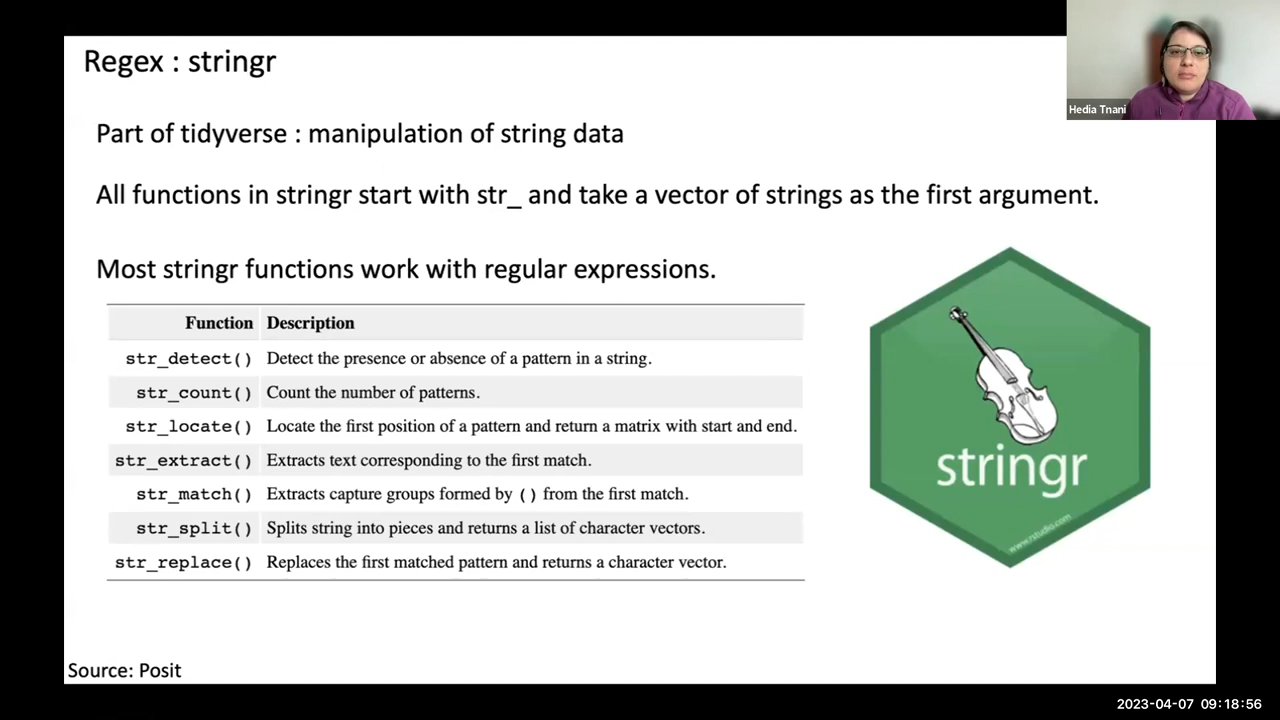 Regex : stringr
Hedia Tnani
Part of tidyverse : manipulation of string data
All functions in stringr start with str_ and take a vector of strings as the first argument.
Most stringr functions work with regular expressions.
Function Description
str_detect() Detect the presence or absence of a pattern in a string.
str_count() Count the number of patterns.
str_locate() Locate the first position of a pattern and return a matrix with start and end.
str_extract() Extracts text corresponding to the first match.
str_match() Extracts capture groups formed by () from the first match.
str_split() Splits string into pieces and returns a list of character vectors.
str_replace() Replaces the first matched pattern and returns a character vector.
stringr
www.rstudio.com
Source: Posit
2023-04-07 09:18:56